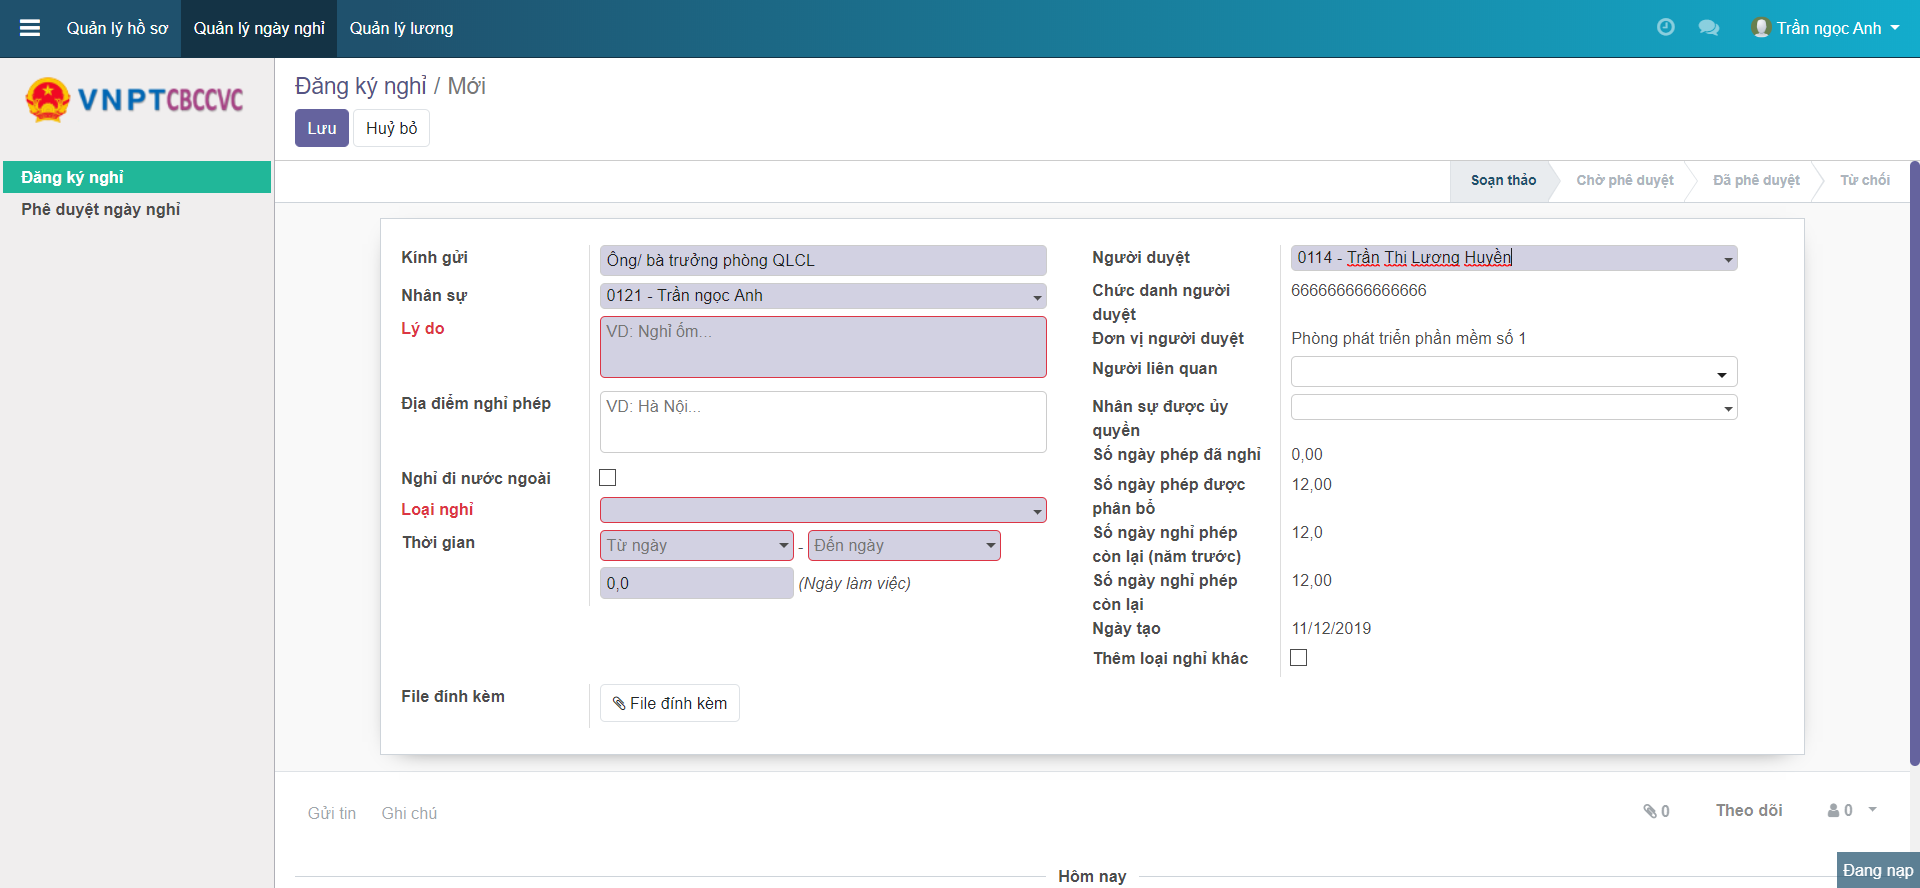 Quản lý hồ sơ
Quản lý ngày nghỉ
Quản lý lương
Trần ngọc Anh
VNPTCBCCVC
Đăng ký nghỉ
Phê duyệt ngày nghỉ
Đăng ký nghỉ / Mới
Lưu
Huỷ bỏ
Soạn thảo
Chờ phê duyệt
Đã phê duyệt
Từ chối
Kính gửi
Ông/ bà trưởng phòng QLCL
Nhân sự
0121 - Trần ngọc Anh
Lý do
VD: Nghỉ ốm...
Địa điểm nghỉ phép
VD: Hà Nội...
Nghỉ đi nước ngoài
Loại nghỉ
Thời gian
Từ ngày - Đến ngày
0,0 (Ngày làm việc)
Người duyệt
0114 - Trần Thị Lương Huyền
Chức danh người
duyệt
666666666666666
Đơn vị người duyệt
Phòng phát triển phần mềm số 1
Người liên quan
Nhân sự được ủy
quyền
Số ngày phép đã nghỉ
0,00
Số ngày phép được
phân bổ
12,00
Số ngày nghỉ phép
còn lại (năm trước)
12,0
Số ngày nghỉ phép
còn lại
12,00
Ngày tạo
11/12/2019
Thêm loại nghỉ khác
File đính kèm
File đính kèm
Gửi tin
Ghi chú
0
Theo dõi
0
Hôm nay
Đang nạp